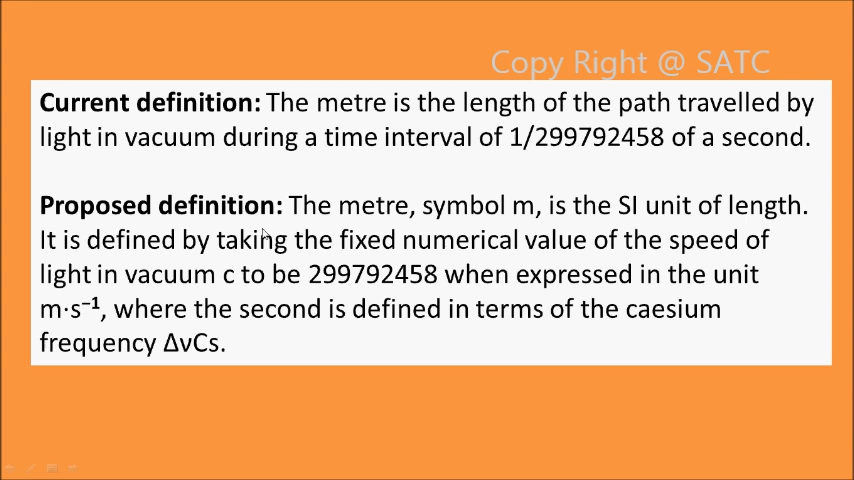 Copy Right @ SATC
Current definition: The metre is the length of the path travelled by
light in vacuum during a time interval of 1/299792458 of a second.
Proposed definition: The metre, symbol m, is the SI unit of length.
It is defined by taking the fixed numerical value of the speed of
light in vacuum c to be 299792458 when expressed in the unit
m·s⁻¹, where the second is defined in terms of the caesium
frequency ΔνCs.